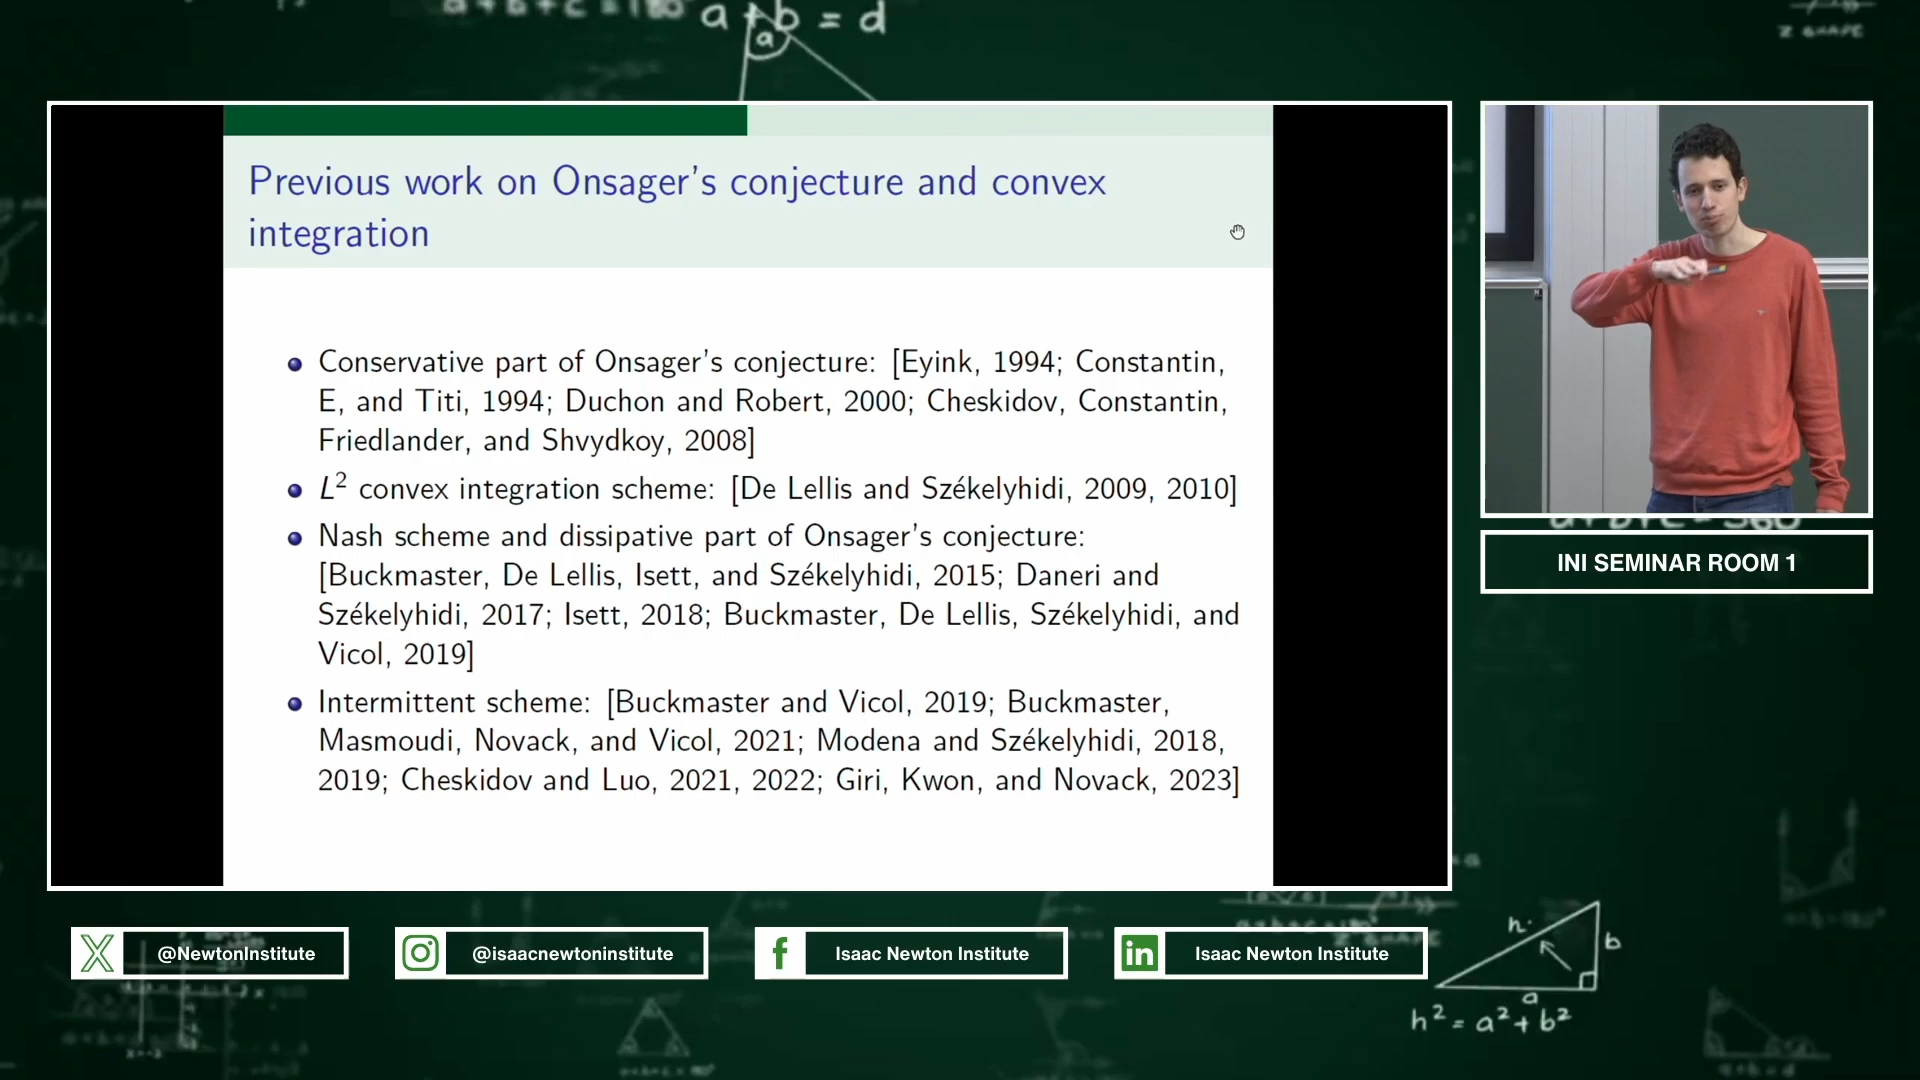 a + b = d
a
Z SHAPE
Previous work on Onsager's conjecture and convex
integration
• Conservative part of Onsager's conjecture: [Eyink, 1994; Constantin,
E, and Titi, 1994; Duchon and Robert, 2000; Cheskidov, Constantin,
Friedlander, and Shvydkoy, 2008]
• L² convex integration scheme: [De Lellis and Székelyhidi, 2009, 2010]
• Nash scheme and dissipative part of Onsager's conjecture:
[Buckmaster, De Lellis, Isett, and Székelyhidi, 2015; Daneri and
Székelyhidi, 2017; Isett, 2018; Buckmaster, De Lellis, Székelyhidi, and
Vicol, 2019]
• Intermittent scheme: [Buckmaster and Vicol, 2019; Buckmaster,
Masmoudi, Novack, and Vicol, 2021; Modena and Székelyhidi, 2018,
2019; Cheskidov and Luo, 2021, 2022; Giri, Kwon, and Novack, 2023]
INI SEMINAR ROOM 1
@NewtonInstitute
@isaacnewtoninstitute
Isaac Newton Institute
in
Isaac Newton Institute
h
b
a
h² = a² + b²